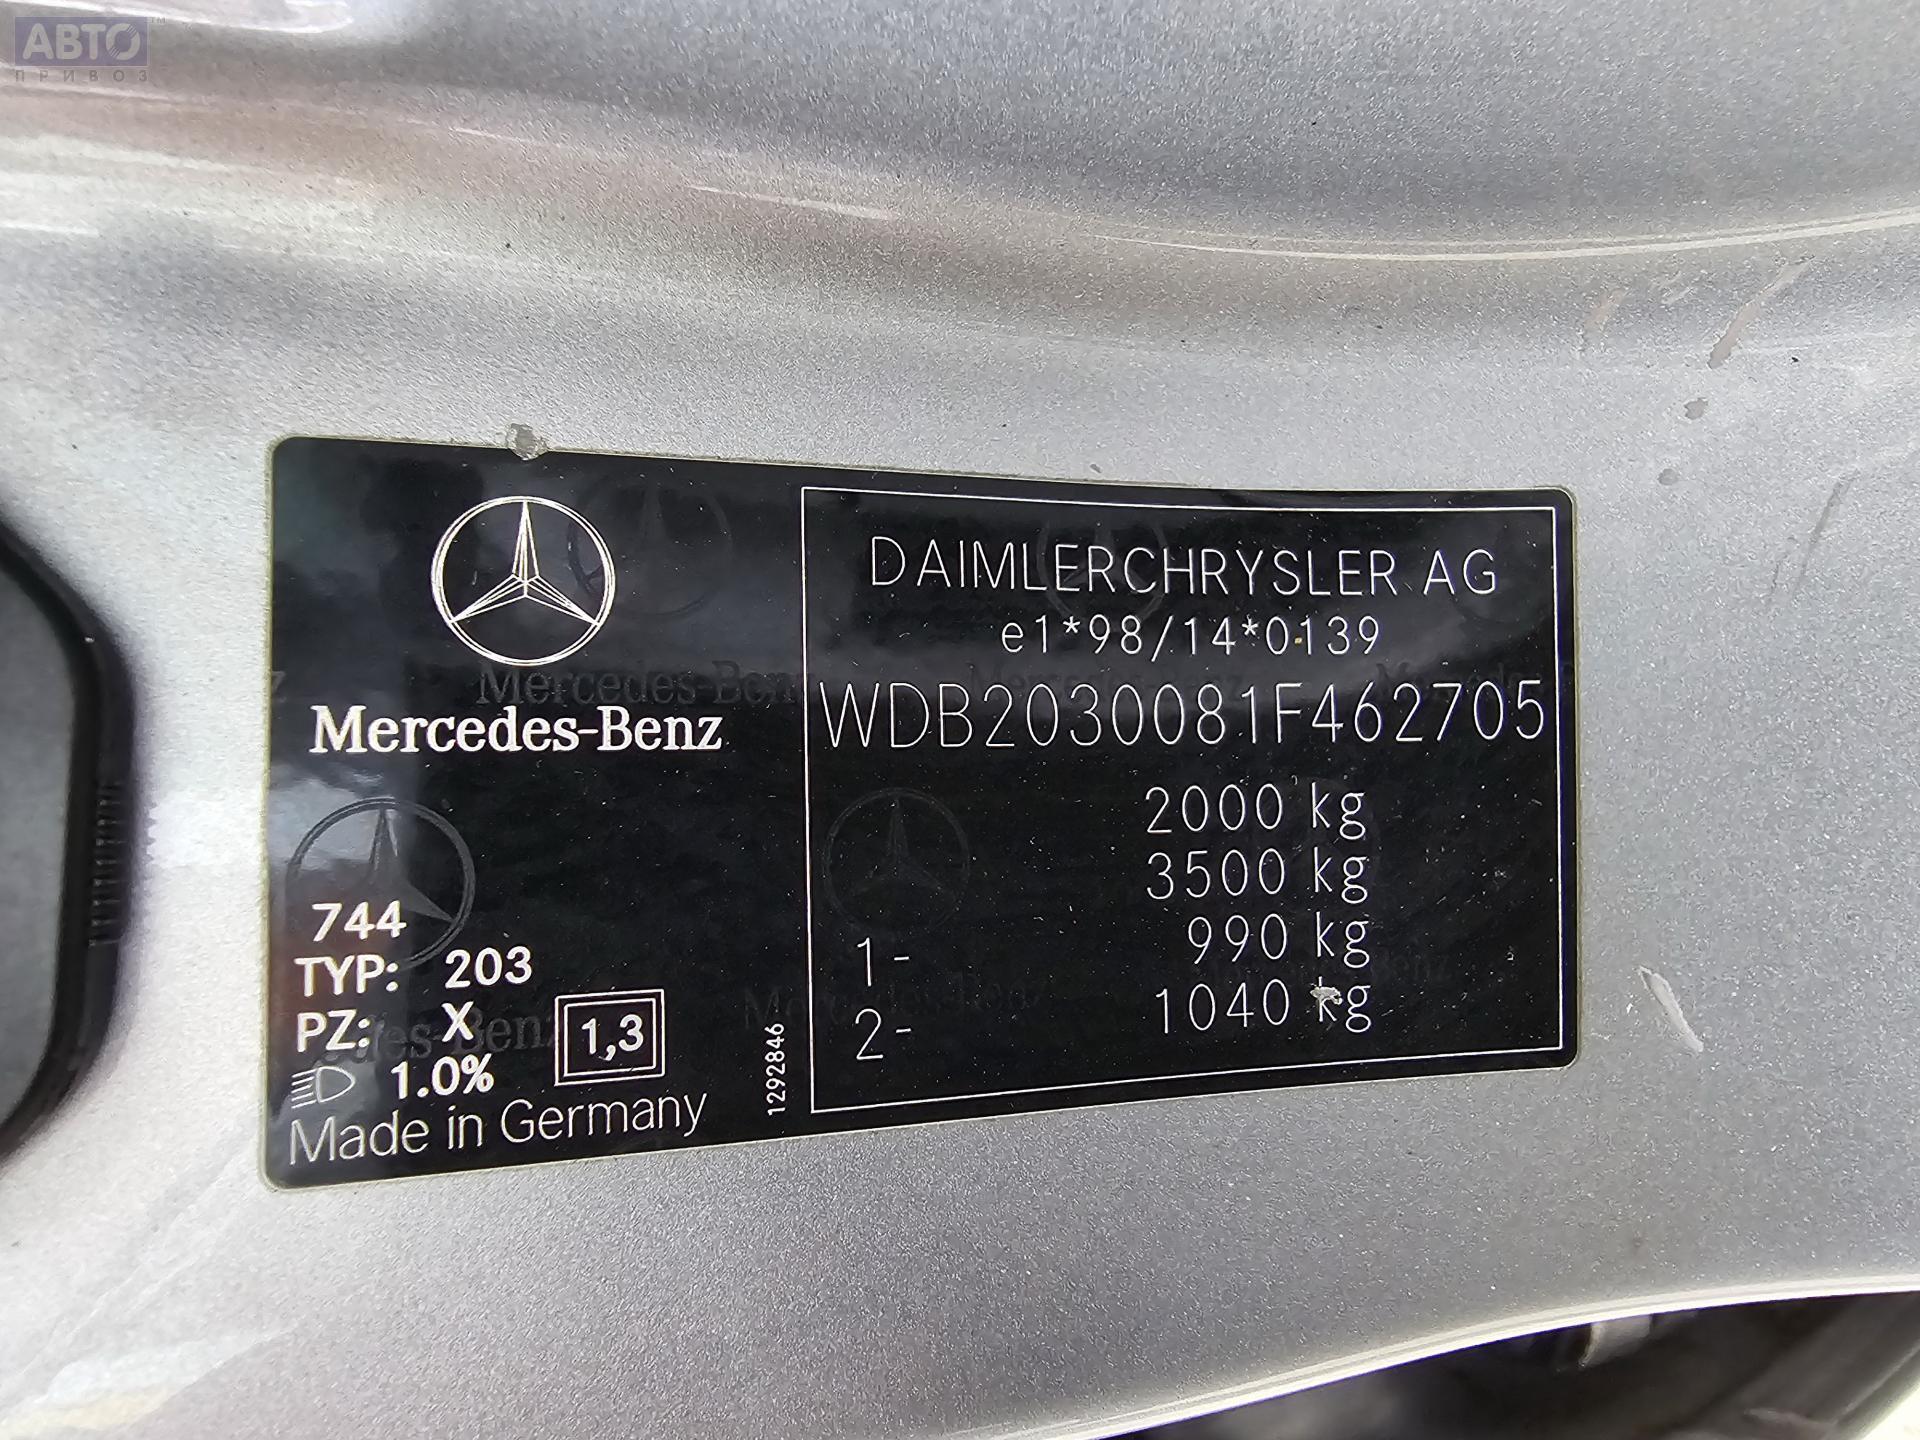 АВТО™
ПРИВОЗ
Mercedes-Benz
744
TYP: 203
PZ: X
1.0%
1,3
Made in Germany
1292846
DAIMLERCHRYSLER AG
e1*98/14*0139
WDB2030081F462705
2000 kg
3500 kg
1- 990 kg
2- 1040 kg